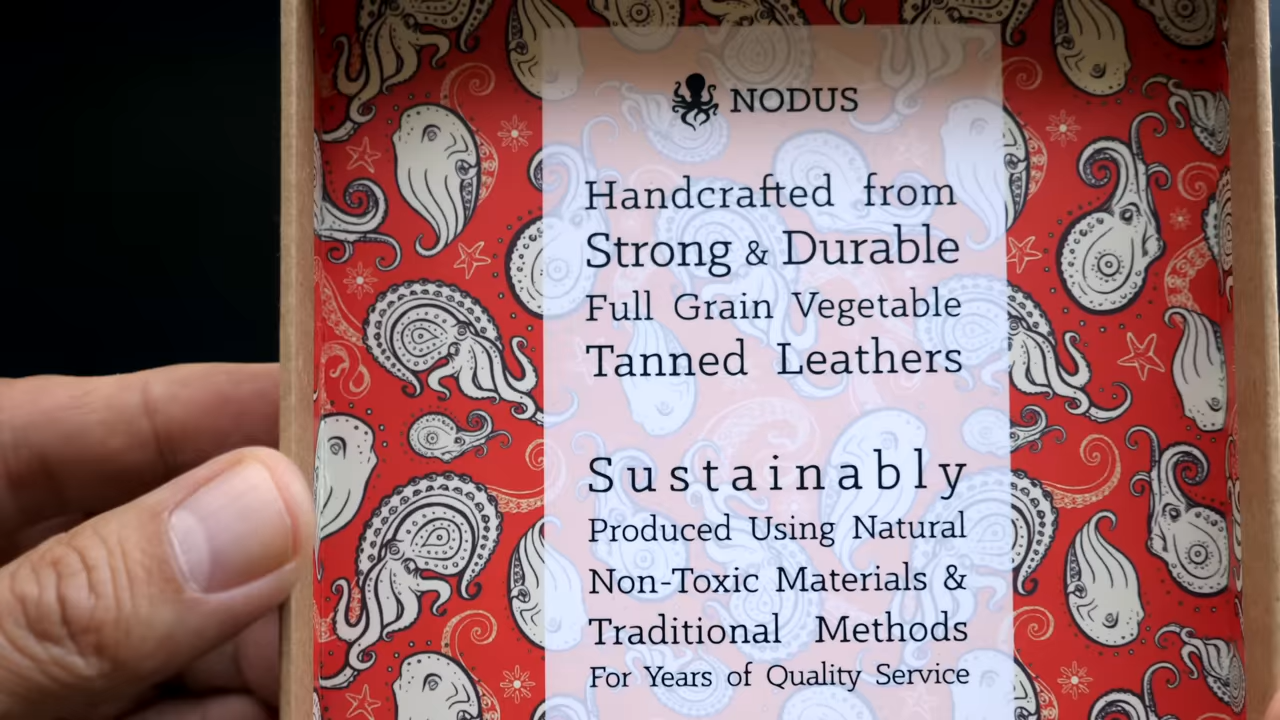 NODUS
Handcrafted from
Strong & Durable
Full Grain Vegetable
Tanned Leathers
Sustainably
Produced Using Natural
Non-Toxic Materials &
Traditional Methods
For Years of Quality Service